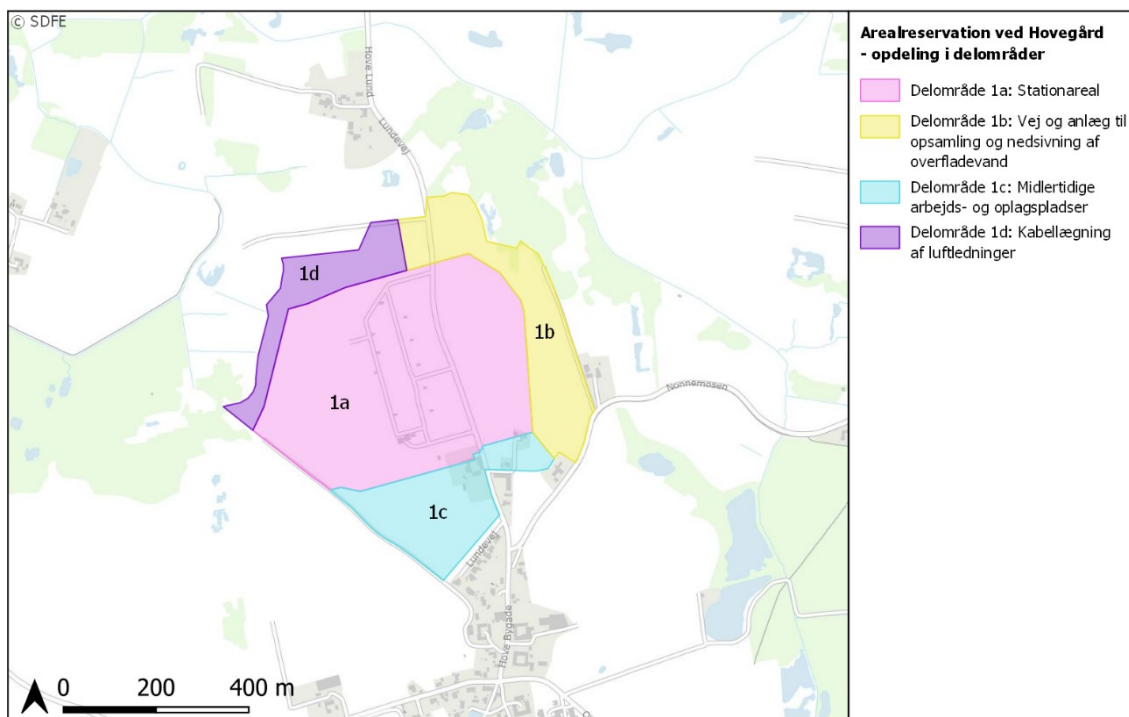 © SDFE
Hove Lund
Lundevej
1d
1b
1a
Nonnemosen
1c
Lundevej
Hove Bygade
0 200 400 m
Arealreservation ved Hovegård
- opdeling i delområder
Delområde 1a: Stationareal
Delområde 1b: Vej og anlæg til
opsamling og nedsivning af
overfladevand
Delområde 1c: Midlertidige
arbejds- og oplagspladser
Delområde 1d: Kabellægning
af luftledninger